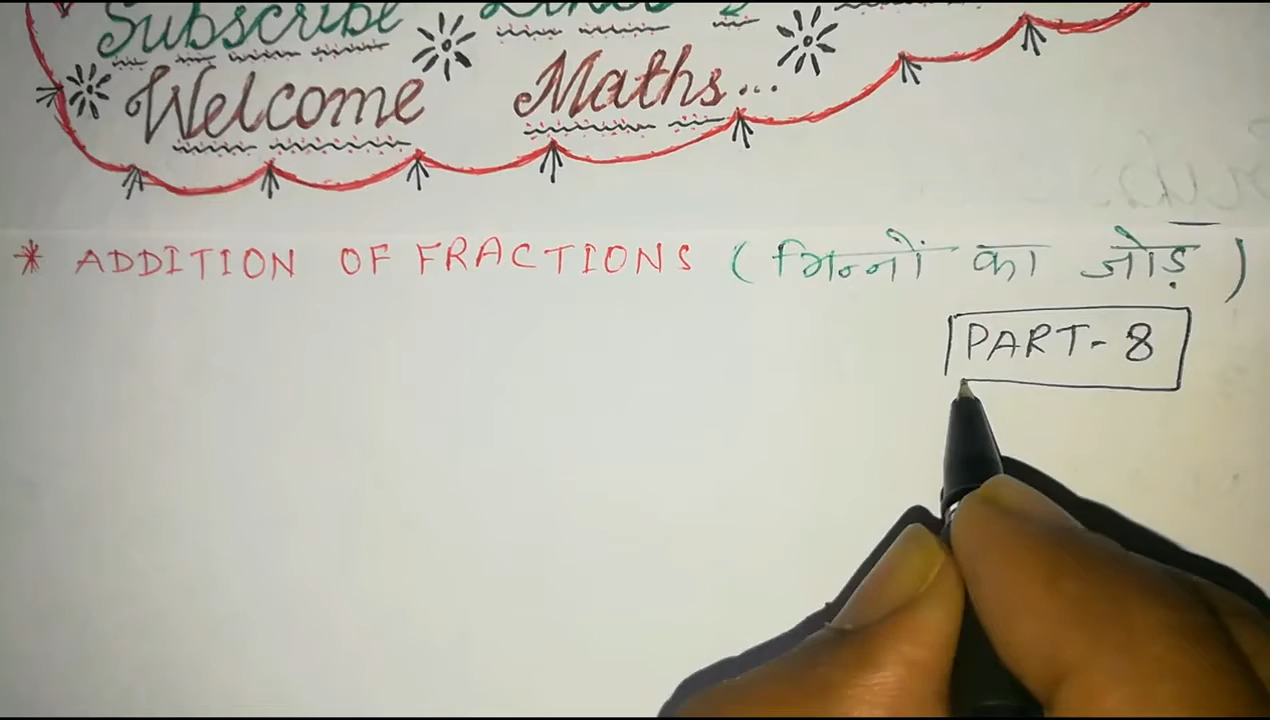 Subscribe
Welcome Maths...
* ADDITION OF FRACTIONS (भिन्नों का जोड़)
PART-8